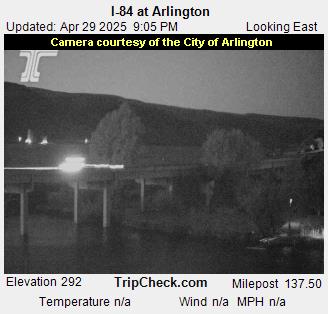 I-84 at Arlington
Updated: Apr 29 2025 9:05 PM Looking East
Camera courtesy of the City of Arlington
Elevation 292 TripCheck.com Milepost 137.50
Temperature n/a Wind n/a MPH n/a